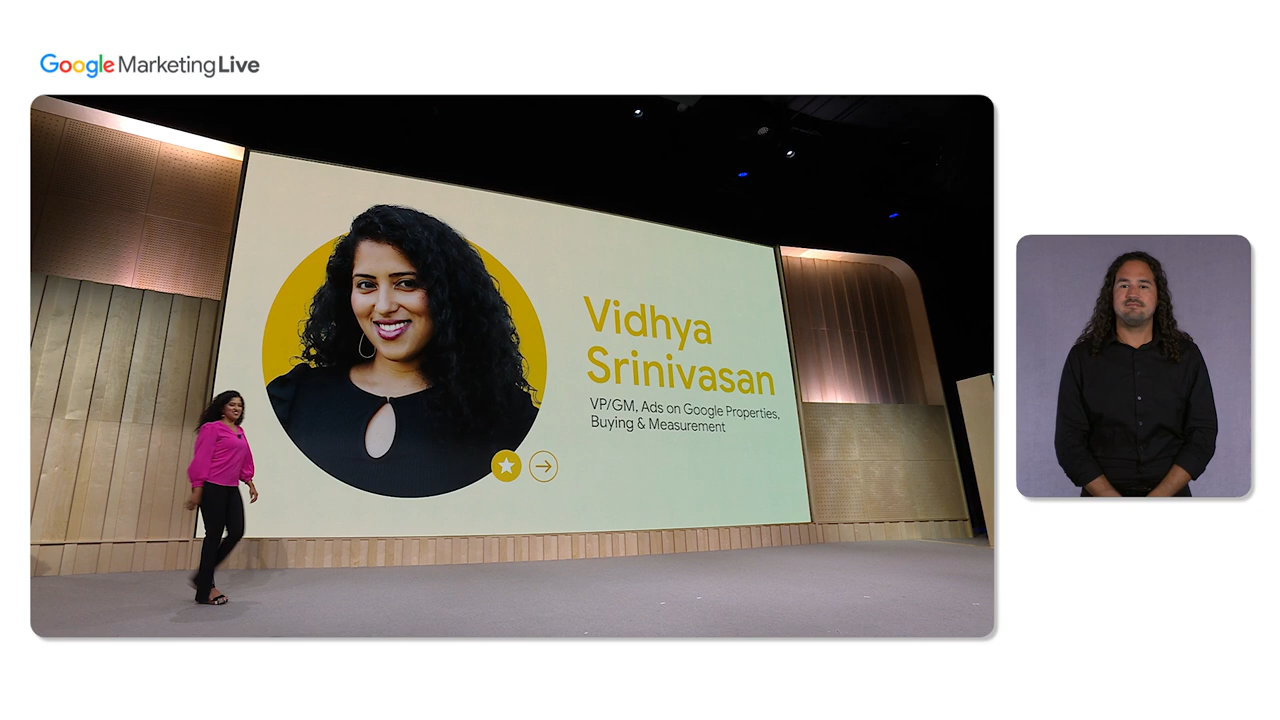 Google Marketing Live
Vidhya
Srinivasan
VP/GM, Ads on Google Properties,
Buying & Measurement